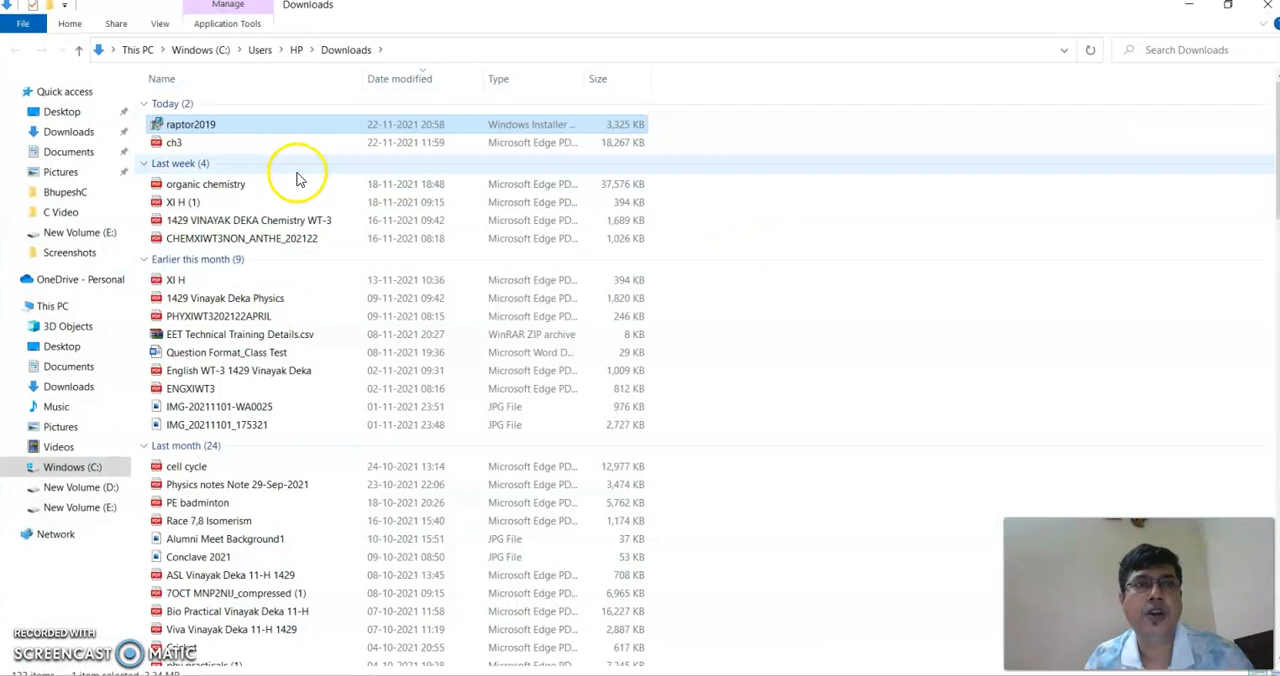 Manage
Downloads
File
Home
Share
View
Application Tools
This PC
Windows (C:)
Users
HP
Downloads
Search Downloads
Name
Date modified
Type
Size
Quick access
Desktop
Downloads
Documents
Pictures
BhupeshC
C Video
New Volume (E:)
Screenshots
OneDrive - Personal
This PC
3D Objects
Desktop
Documents
Downloads
Music
Pictures
Videos
Windows (C:)
New Volume (D:)
New Volume (E:)
Network
Today (2)
raptor2019 22-11-2021 20:58 Windows Installer ... 3,325 KB
ch3 22-11-2021 11:59 Microsoft Edge PD... 18,267 KB
Last week (4)
organic chemistry 18-11-2021 18:48 Microsoft Edge PD... 37,576 KB
XI H (1) 18-11-2021 09:15 Microsoft Edge PD... 394 KB
1429 VINAYAK DEKA Chemistry WT-3 16-11-2021 09:42 Microsoft Edge PD... 1,689 KB
CHEMXIWT3NON_ANTHE_202122 16-11-2021 08:18 Microsoft Edge PD... 1,026 KB
Earlier this month (9)
XI H 13-11-2021 10:36 Microsoft Edge PD... 394 KB
1429 Vinayak Deka Physics 09-11-2021 09:42 Microsoft Edge PD... 1,820 KB
PHYXIWT3202122APRIL 09-11-2021 08:15 Microsoft Edge PD... 246 KB
EET Technical Training Details.csv 08-11-2021 20:27 WinRAR ZIP archive 8 KB
Question Format_Class Test 08-11-2021 19:36 Microsoft Word D... 29 KB
English WT-3 1429 Vinayak Deka 02-11-2021 09:31 Microsoft Edge PD... 1,009 KB
ENGXIWT3 02-11-2021 08:16 Microsoft Edge PD... 812 KB
IMG-20211101-WA0025 01-11-2021 23:51 JPG File 976 KB
IMG_20211101_175321 01-11-2021 23:48 JPG File 2,727 KB
Last month (24)
cell cycle 24-10-2021 13:14 Microsoft Edge PD... 12,977 KB
Physics notes Note 29-Sep-2021 23-10-2021 22:06 Microsoft Edge PD... 3,474 KB
PE badminton 18-10-2021 20:26 Microsoft Edge PD... 5,762 KB
Race 7,8 Isomerism 16-10-2021 15:40 Microsoft Edge PD... 1,174 KB
Alumni Meet Background1 10-10-2021 15:51 JPG File 37 KB
Conclave 2021 09-10-2021 08:50 JPG File 53 KB
ASL Vinayak Deka 11-H 1429 08-10-2021 13:45 Microsoft Edge PD... 708 KB
7OCT MNP2NIJ_compressed (1) 08-10-2021 09:15 Microsoft Edge PD... 6,965 KB
Bio Practical Vinayak Deka 11-H 07-10-2021 11:58 Microsoft Edge PD... 16,227 KB
Viva Vinayak Deka 11-H 1429 07-10-2021 11:19 Microsoft Edge PD... 2,887 KB
04-10-2021 20:55 Microsoft Edge PD... 617 KB
RECORDED WITH
SCREENCAST MATIC